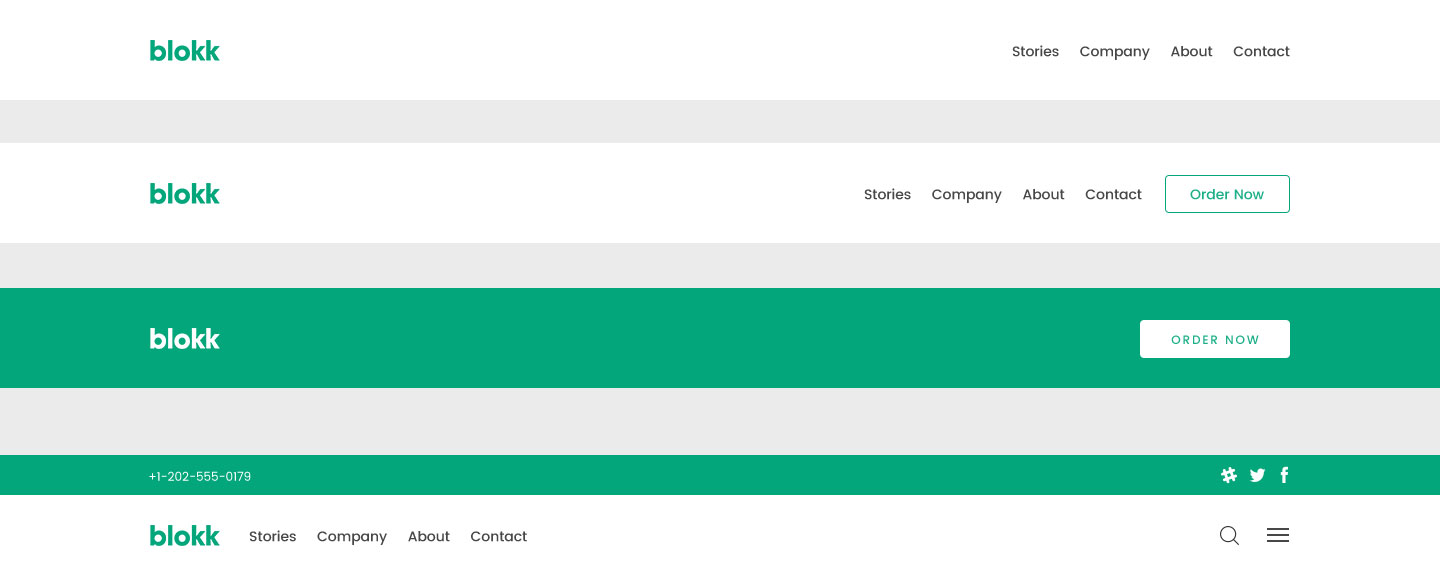 blokk Stories Company About Contact
blokk Stories Company About Contact Order Now
blokk ORDER NOW
+1-202-555-0179
blokk Stories Company About Contact